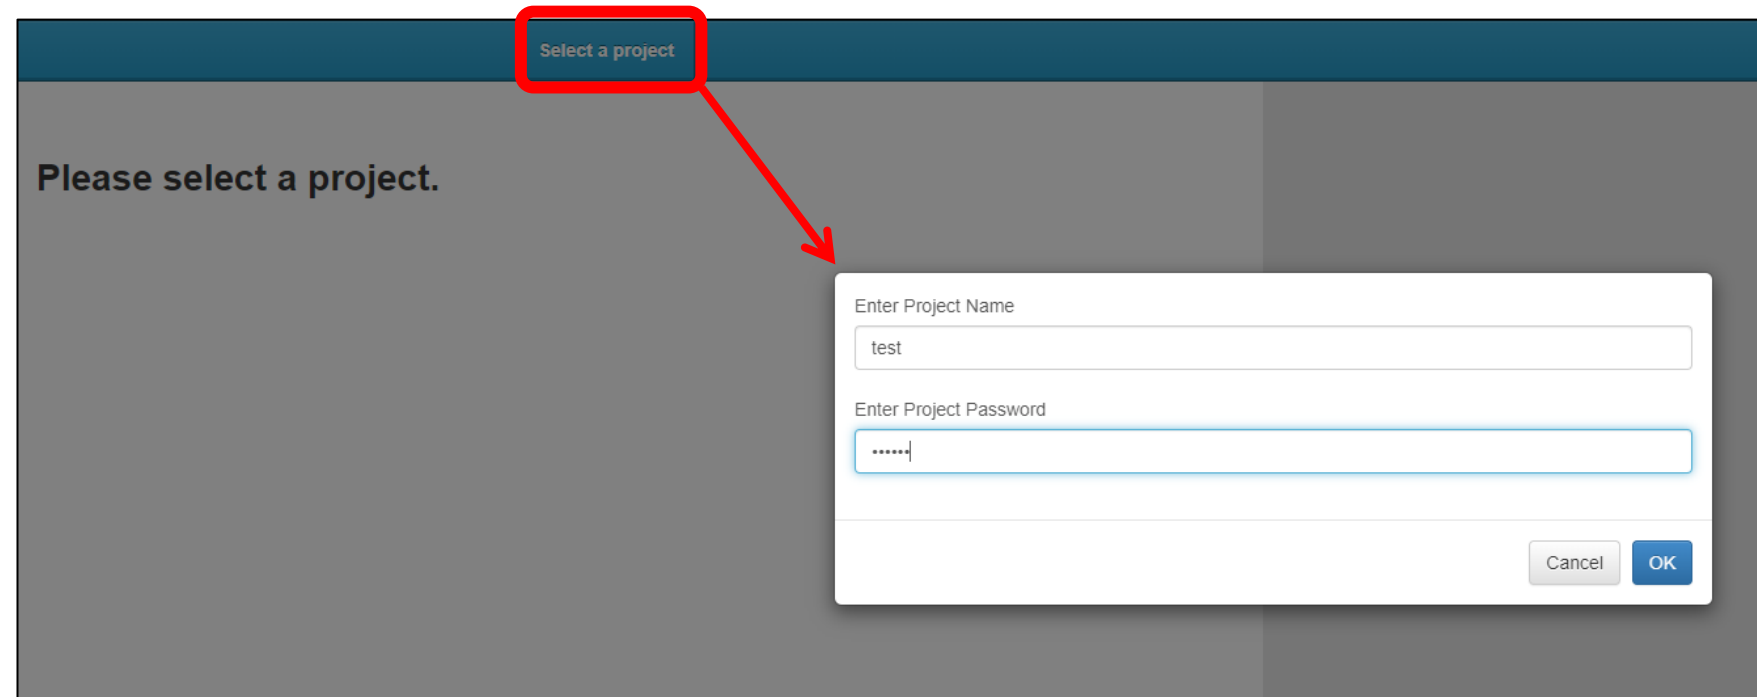 Select a project
Please select a project.
Enter Project Name
test
Enter Project Password
••••••
Cancel
OK